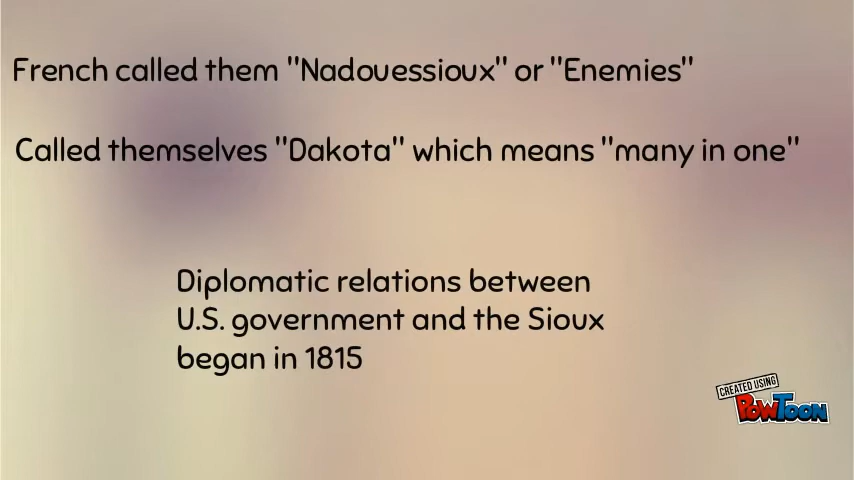 French called them "Nadouessioux" or "Enemies"
Called themselves "Dakota" which means "many in one"
Diplomatic relations between
U.S. government and the Sioux
began in 1815
CREATED USING
POWTOON